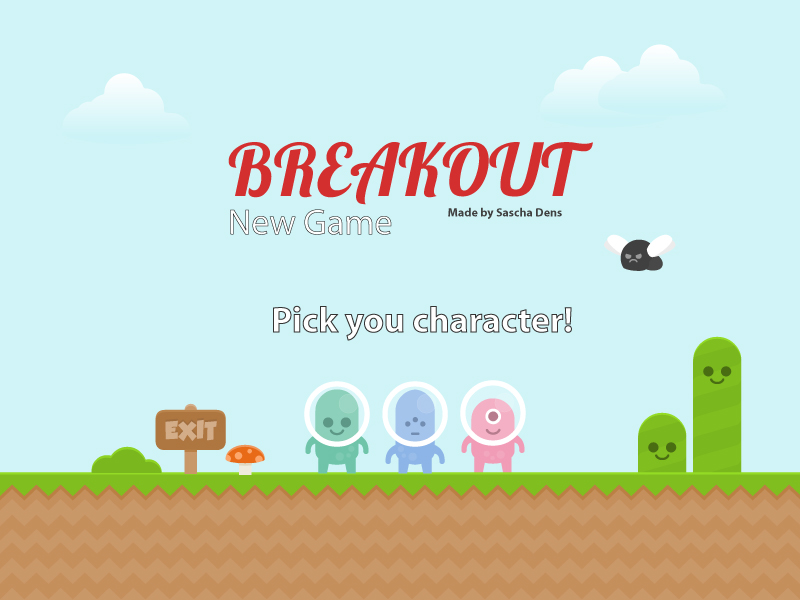 BREAKOUT
New Game
Made by Sascha Dens
Pick you character!
EXIT